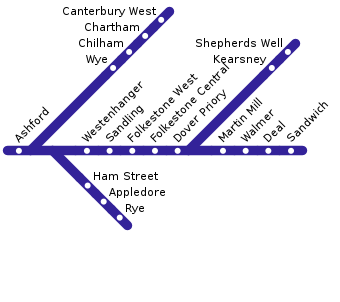 Canterbury West
Chartham
Chilham
Wye
Shepherds Well
Kearsney
Ashford
Westenhanger
Sandling
Folkestone West
Folkestone Central
Dover Priory
Martin Mill
Walmer
Deal
Sandwich
Ham Street
Appledore
Rye